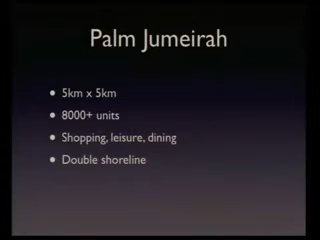 Palm Jumeirah
• 5km x 5km
• 8000+ units
• Shopping, leisure, dining
• Double shoreline